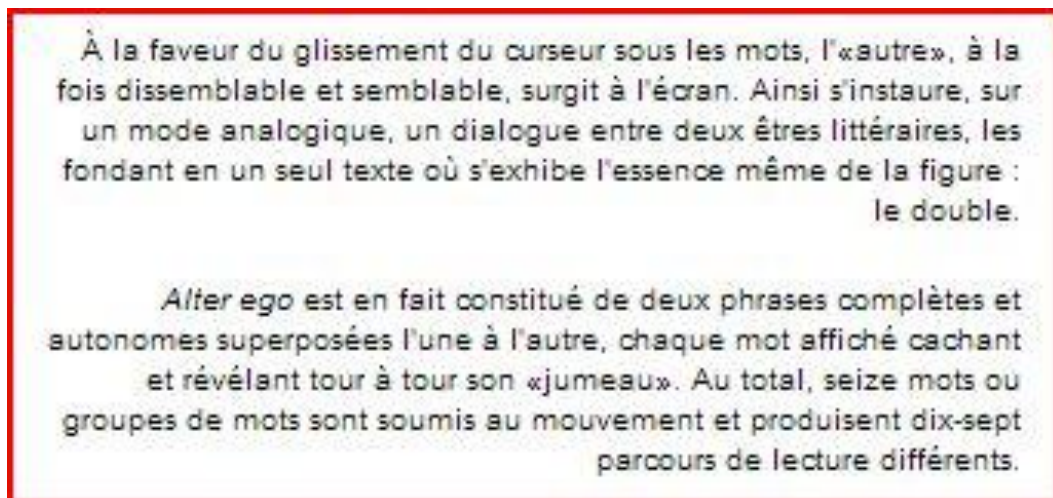 À la faveur du glissement du curseur sous les mots, l'«autre», à la
fois dissemblable et semblable, surgit à l'écran. Ainsi s'instaure, sur
un mode analogique, un dialogue entre deux êtres littéraires, les
fondant en un seul texte où s'exhibe l'essence même de la figure :
le double.
Alter ego est en fait constitué de deux phrases complètes et
autonomes superposées l'une à l'autre, chaque mot affiché cachant
et révélant tour à tour son «jumeau». Au total, seize mots ou
groupes de mots sont soumis au mouvement et produisent dix-sept
parcours de lecture différents.